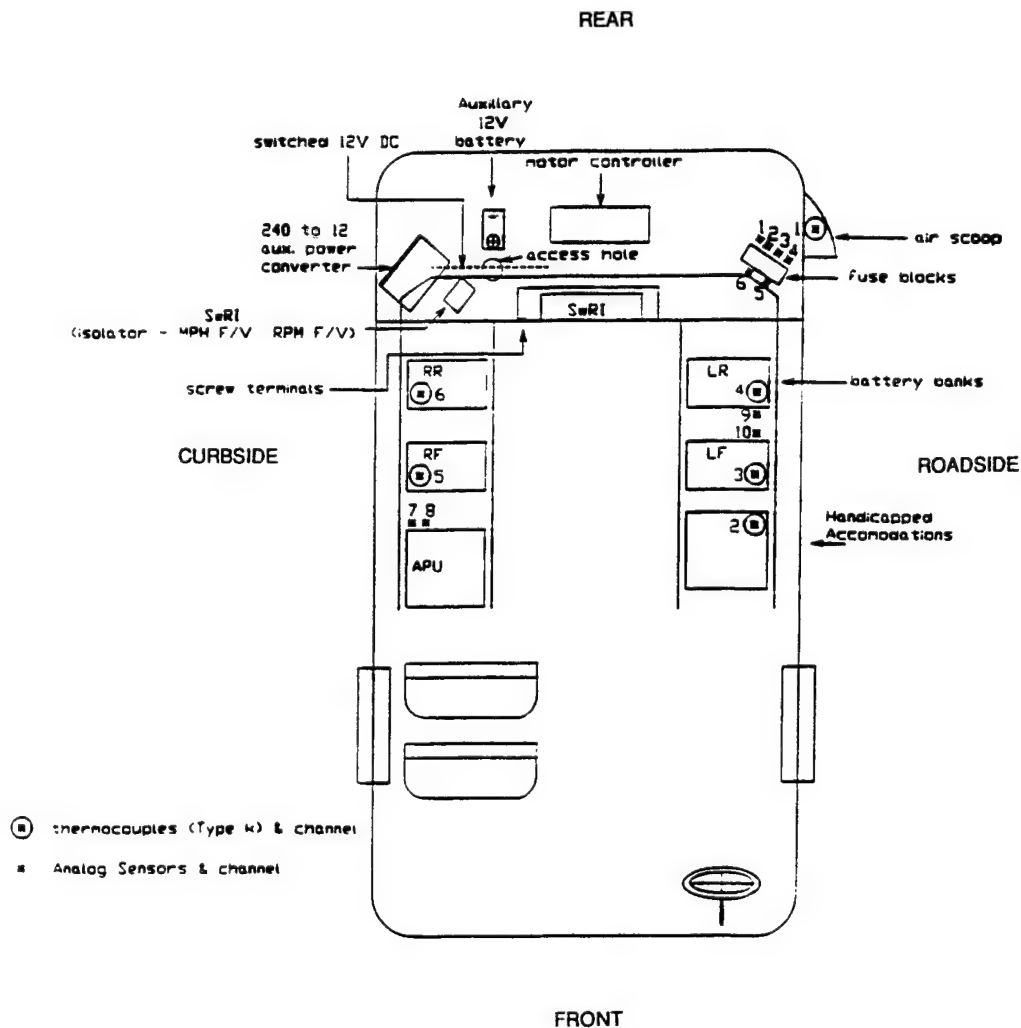 REAR
Auxillary
12V
battery
switched 12V DC
motor controller
240 to 12
aux. power
converter
access hole
1 2 3 4
1
air scoop
fuse blocks
6
5
SwRI
(isolator - MPH F/V RPM F/V)
SwRI
screw terminals
RR
6
LR
4
battery banks
9
10
CURBSIDE
RF
5
LF
3
ROADSIDE
7 8
APU
2
Handicapped
Accomodations
thermocouples (Type k) & channel
Analog Sensors & channel
FRONT